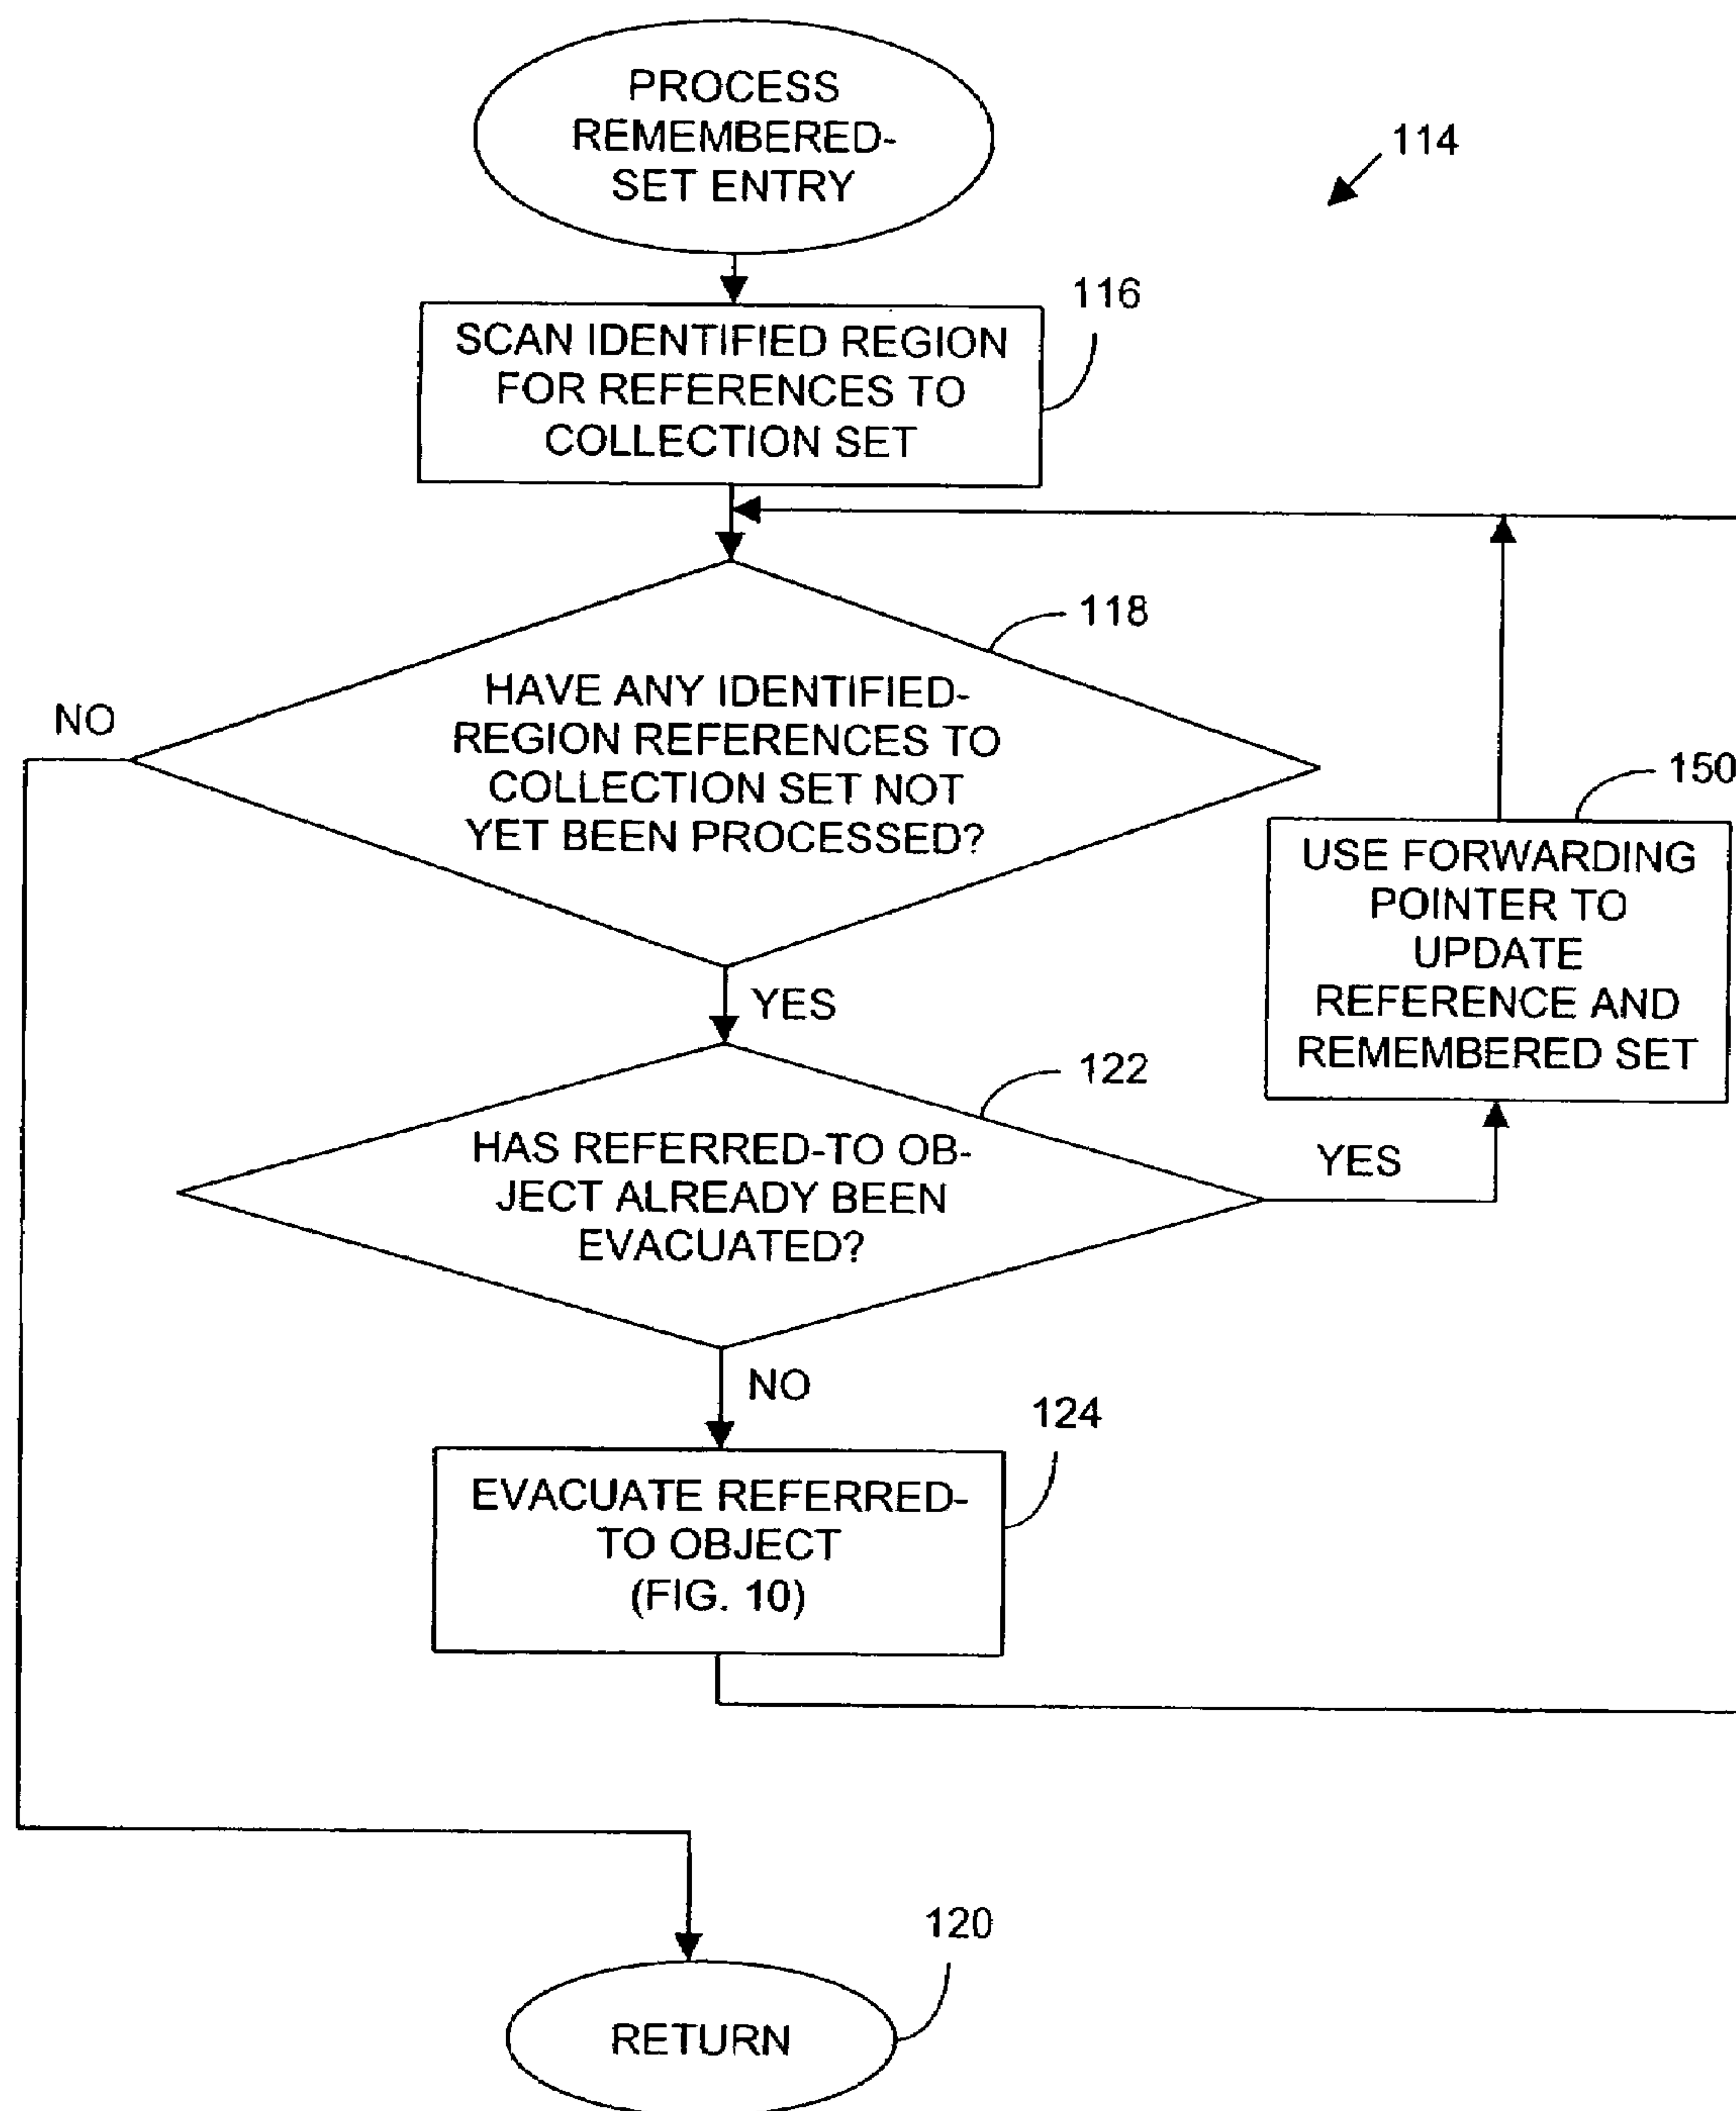 PROCESS
REMEMBERED-
SET ENTRY
114
116
SCAN IDENTIFIED REGION
FOR REFERENCES TO
COLLECTION SET
118
HAVE ANY IDENTIFIED-
REGION REFERENCES TO
COLLECTION SET NOT
YET BEEN PROCESSED?
NO
150
USE FORWARDING
POINTER TO
UPDATE
REFERENCE AND
REMEMBERED SET
YES
122
HAS REFERRED-TO OB-
JECT ALREADY BEEN
EVACUATED?
YES
NO
124
EVACUATE REFERRED-
TO OBJECT
(FIG. 10)
120
RETURN